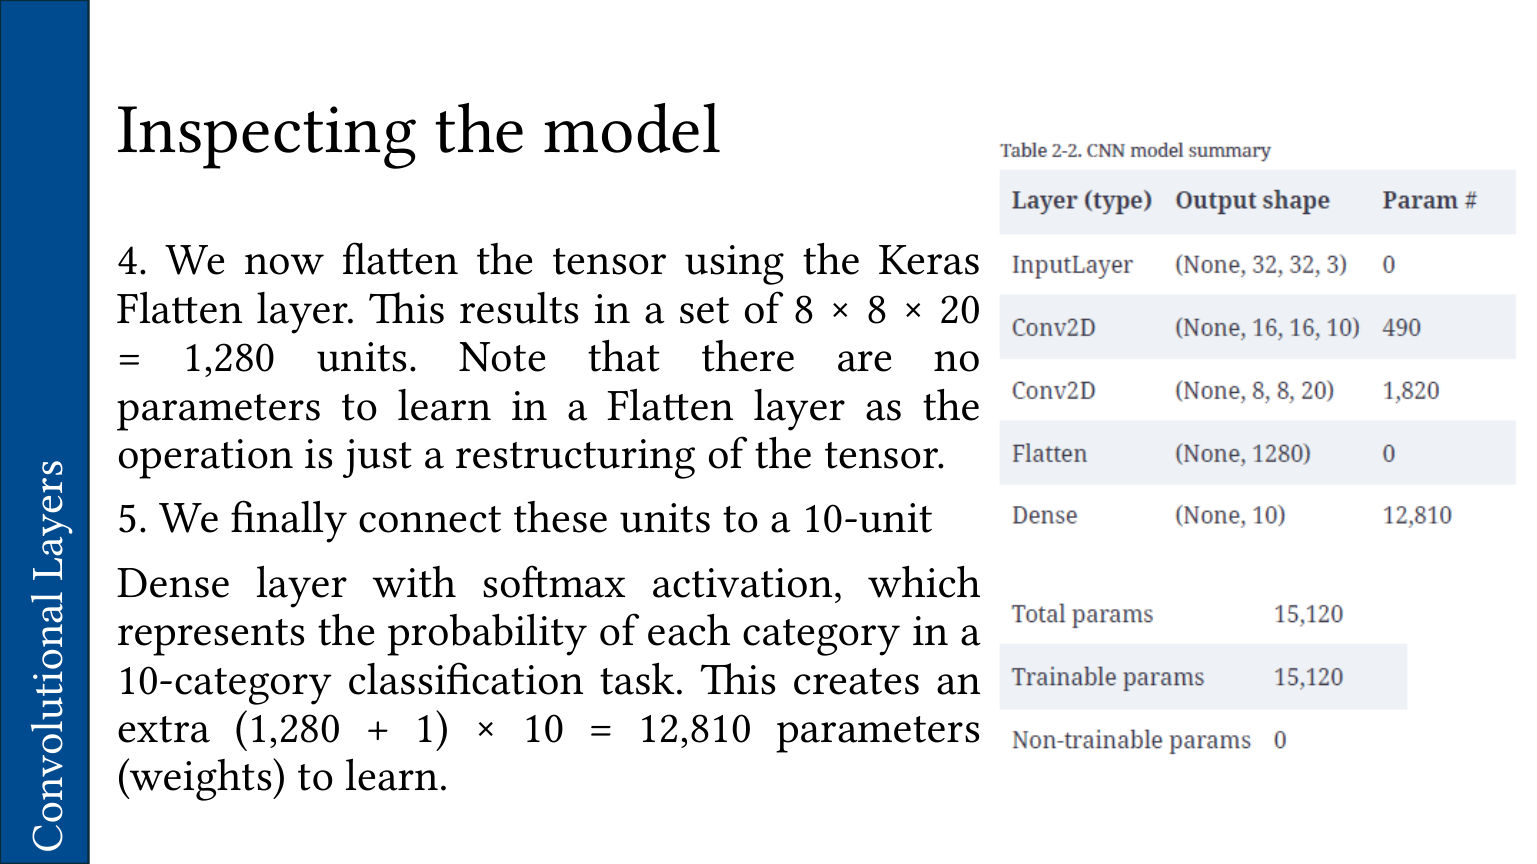 Convolutional Layers
Inspecting the model
4. We now flatten the tensor using the Keras
Flatten layer. This results in a set of 8 × 8 × 20
= 1,280 units. Note that there are no
parameters to learn in a Flatten layer as the
operation is just a restructuring of the tensor.
5. We finally connect these units to a 10-unit
Dense layer with softmax activation, which
represents the probability of each category in a
10-category classification task. This creates an
extra (1,280 + 1) × 10 = 12,810 parameters
(weights) to learn.
Table 2-2. CNN model summary
Layer (type) Output shape Param #
InputLayer (None, 32, 32, 3) 0
Conv2D (None, 16, 16, 10) 490
Conv2D (None, 8, 8, 20) 1,820
Flatten (None, 1280) 0
Dense (None, 10) 12,810
Total params 15,120
Trainable params 15,120
Non-trainable params 0